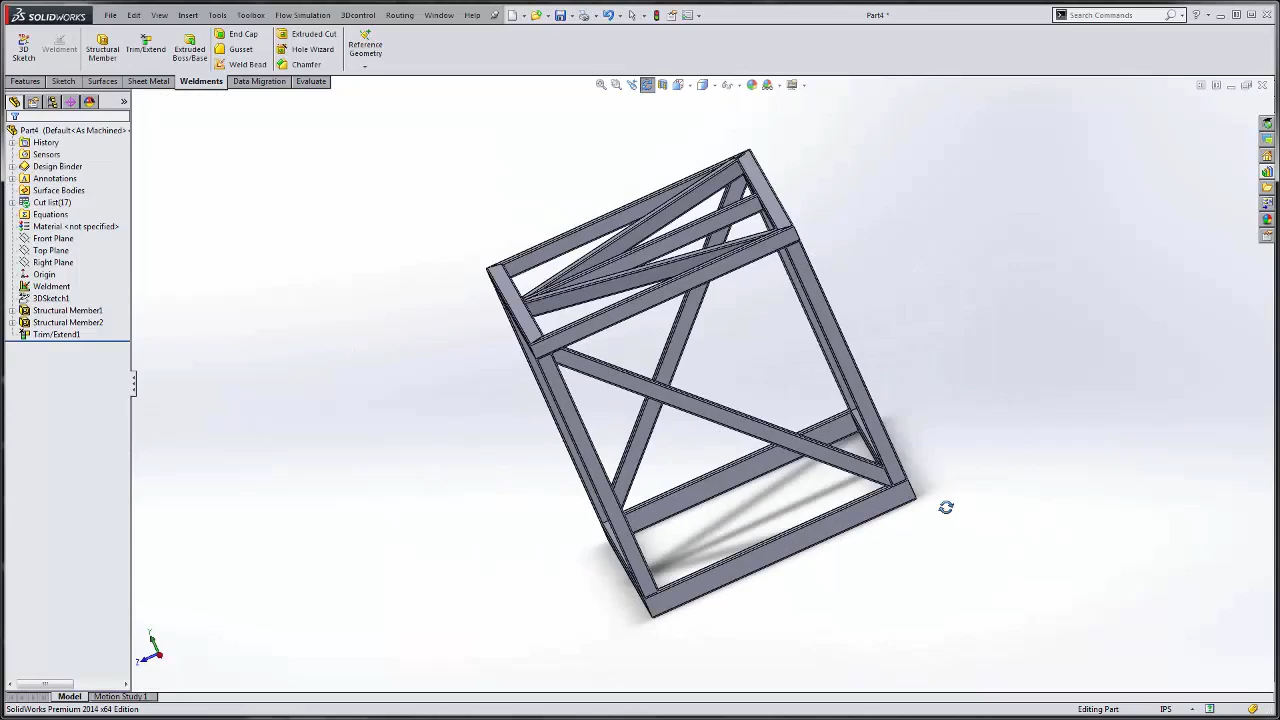 SOLIDWORKS File Edit View Insert Tools Toolbox Flow Simulation 3Dcontrol Routing Window Help Part4 * Search Commands
3D Sketch Weldment Structural Member Trim/Extend Extruded Boss/Base End Cap Gusset Weld Bead Extruded Cut Hole Wizard Chamfer Reference Geometry
Features Sketch Surfaces Sheet Metal Weldments Data Migration Evaluate
Part4 (Default<As Machined>
History
Sensors
Design Binder
Annotations
Surface Bodies
Cut list(17)
Equations
Material <not specified>
Front Plane
Top Plane
Right Plane
Origin
Weldment
3DSketch1
Structural Member1
Structural Member2
Trim/Extend1
Y
Z
Model Motion Study 1
SolidWorks Premium 2014 x64 Edition Editing Part IPS